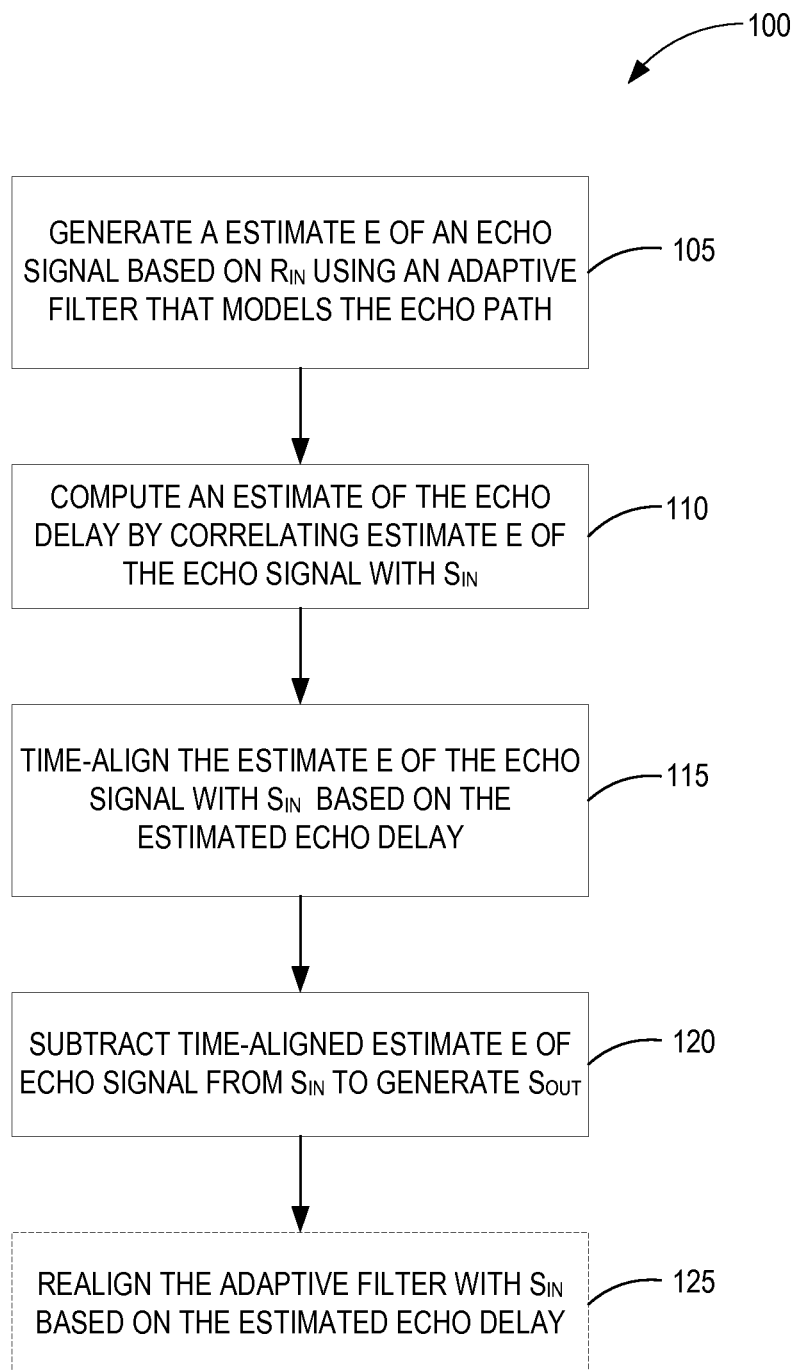 100
GENERATE A ESTIMATE E OF AN ECHO
SIGNAL BASED ON RIN USING AN ADAPTIVE
FILTER THAT MODELS THE ECHO PATH
105
COMPUTE AN ESTIMATE OF THE ECHO
DELAY BY CORRELATING ESTIMATE E OF
THE ECHO SIGNAL WITH SIN
110
TIME-ALIGN THE ESTIMATE E OF THE ECHO
SIGNAL WITH SIN BASED ON THE
ESTIMATED ECHO DELAY
115
SUBTRACT TIME-ALIGNED ESTIMATE E OF
ECHO SIGNAL FROM SIN TO GENERATE SOUT
120
REALIGN THE ADAPTIVE FILTER WITH SIN
BASED ON THE ESTIMATED ECHO DELAY
125